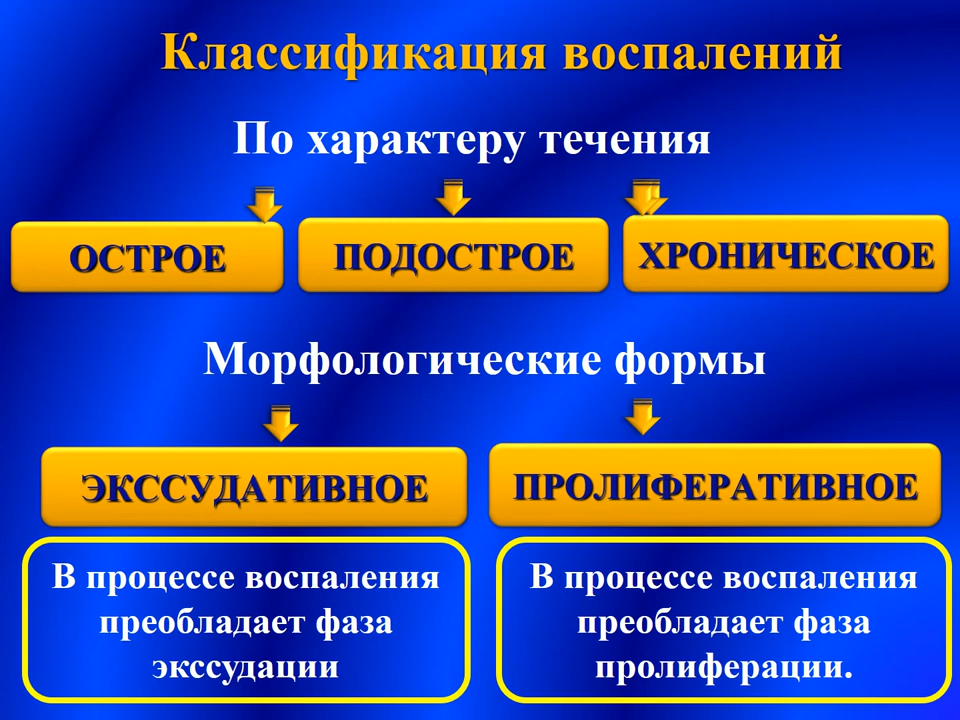 Классификация воспалений
По характеру течения
ОСТРОЕ
ПОДОСТРОЕ
ХРОНИЧЕСКОЕ
Морфологические формы
ЭКССУДАТИВНОЕ
ПРОЛИФЕРАТИВНОЕ
В процессе воспаления
преобладает фаза
экссудации
В процессе воспаления
преобладает фаза
пролиферации.